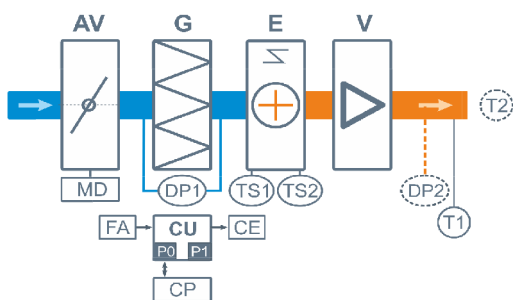 AV G E V
T2
MD DP1 TS1 TS2 DP2
T1
FA CU CE
P0 P1
CP